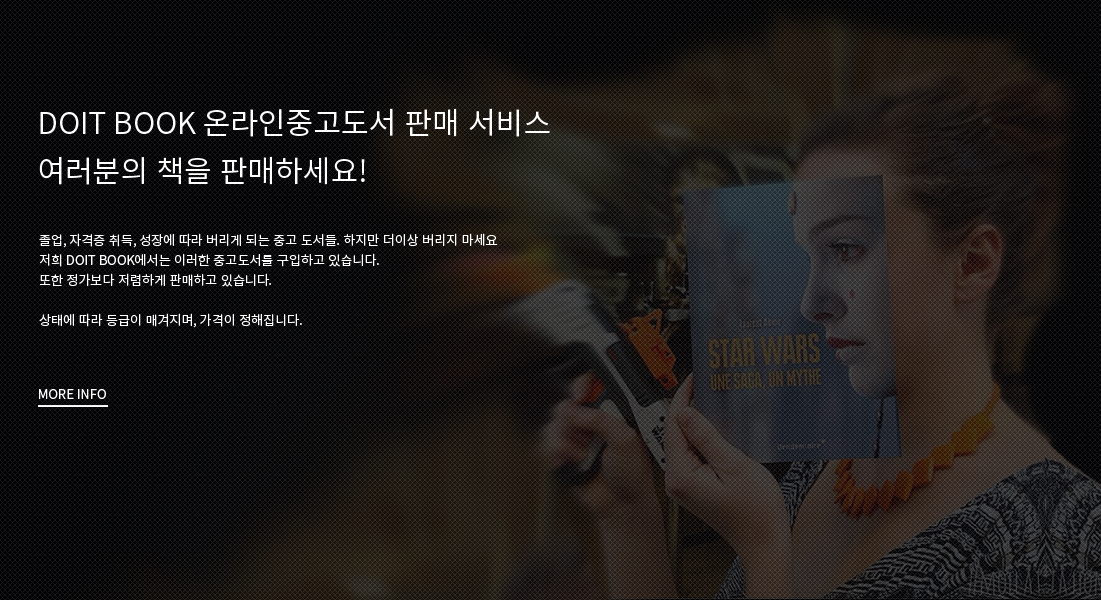 DOIT BOOK 온라인중고도서 판매 서비스
여러분의 책을 판매하세요!
졸업, 자격증 취득, 성장에 따라 버리게 되는 중고 도서들. 하지만 더이상 버리지 마세요
저희 DOIT BOOK에서는 이러한 중고도서를 구입하고 있습니다.
또한 정가보다 저렴하게 판매하고 있습니다.
상태에 따라 등급이 매겨지며, 가격이 정해집니다.
MORE INFO
STAR WARS
UNE SAGA, UN MYTHE